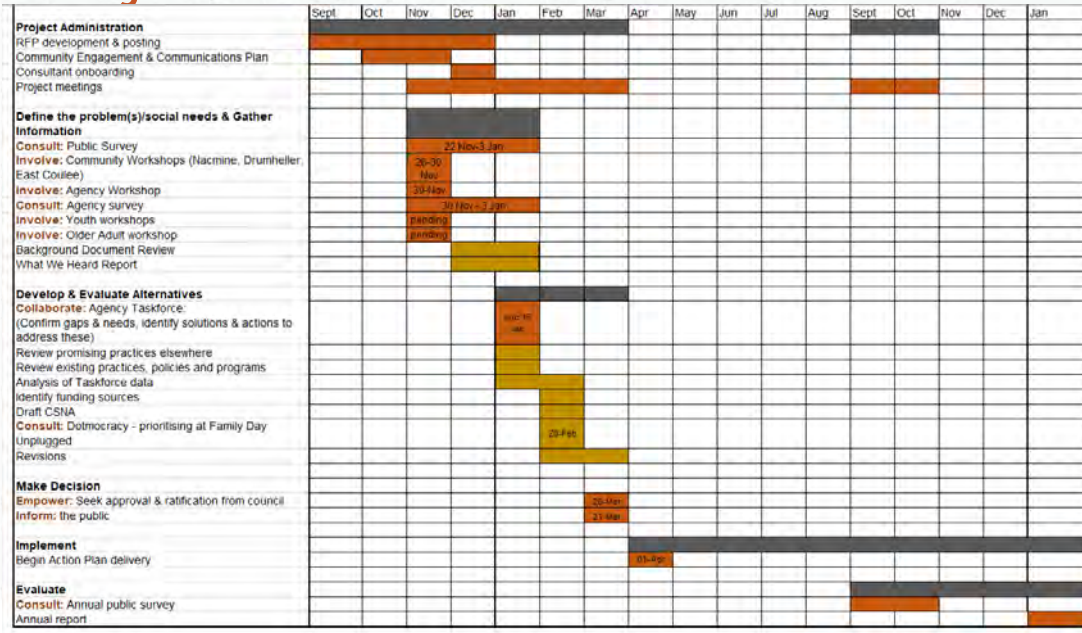 Sept Oct Nov Dec Jan Feb Mar Apr May Jun Jul Aug Sept Oct Nov Dec Jan
Project Administration
RFP development & posting
Community Engagement & Communications Plan
Consultant onboarding
Project meetings
Define the problem(s)/social needs & Gather
Information
Consult: Public Survey 22 Nov-3 Jan
Involve: Community Workshops (Nacmine, Drumheller,
East Coulee)
Nov
Involve: Agency Workshop 30-Nov
Consult: Agency survey 30 Nov - 3 Jan
Involve: Youth workshops pending
Involve: Older Adult workshop pending
Background Document Review
What We Heard Report
Develop & Evaluate Alternatives
Collaborate: Agency Taskforce:
(Confirm gaps & needs, identify solutions & actions to
address these)
Review promising practices elsewhere
Review existing practices, policies and programs
Analysis of Taskforce data
Identify funding sources
Draft CSNA
Consult: Dotmocracy - prioritising at Family Day
Unplugged
Revisions
Make Decision
Empower: Seek approval & ratification from council
Inform: the public 21-Mar
Implement
Begin Action Plan delivery 01-Apr
Evaluate
Consult: Annual public survey
Annual report